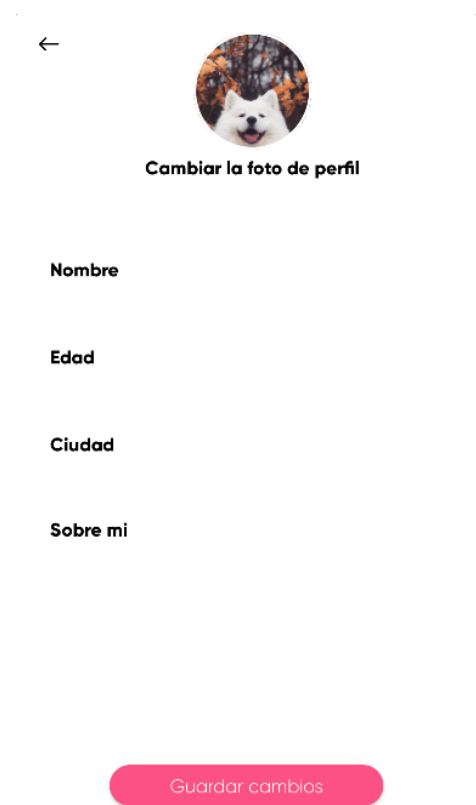 Cambiar la foto de perfil
Nombre
Edad
Ciudad
Sobre mi
Guardar cambios